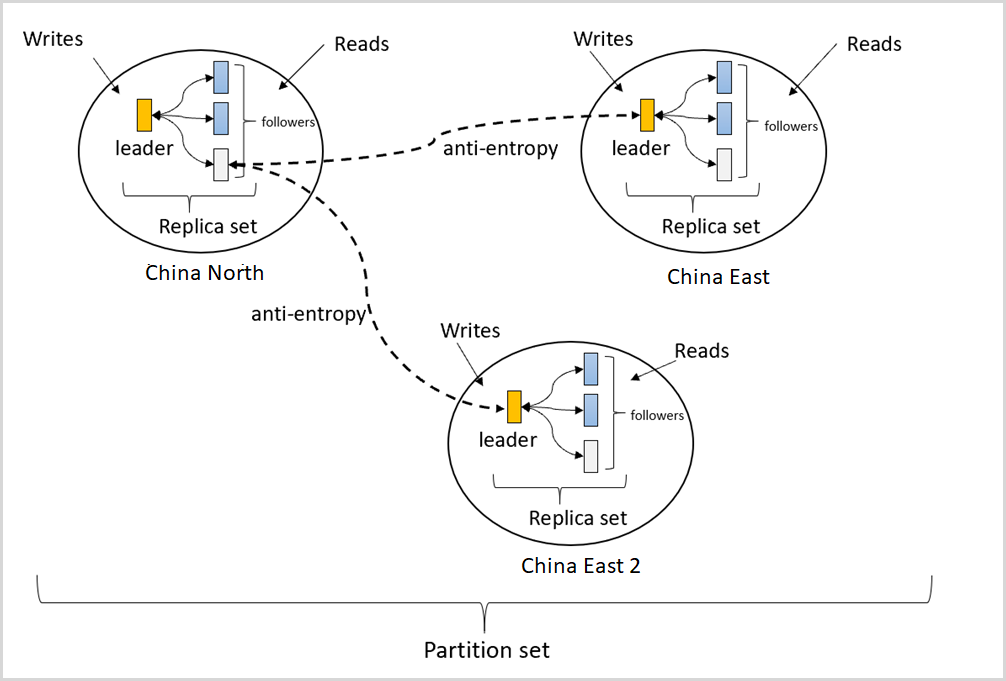 Writes
Reads
leader
followers
Replica set
China North
anti-entropy
Writes
Reads
leader
followers
Replica set
China East
anti-entropy
Writes
Reads
leader
followers
Replica set
China East 2
Partition set